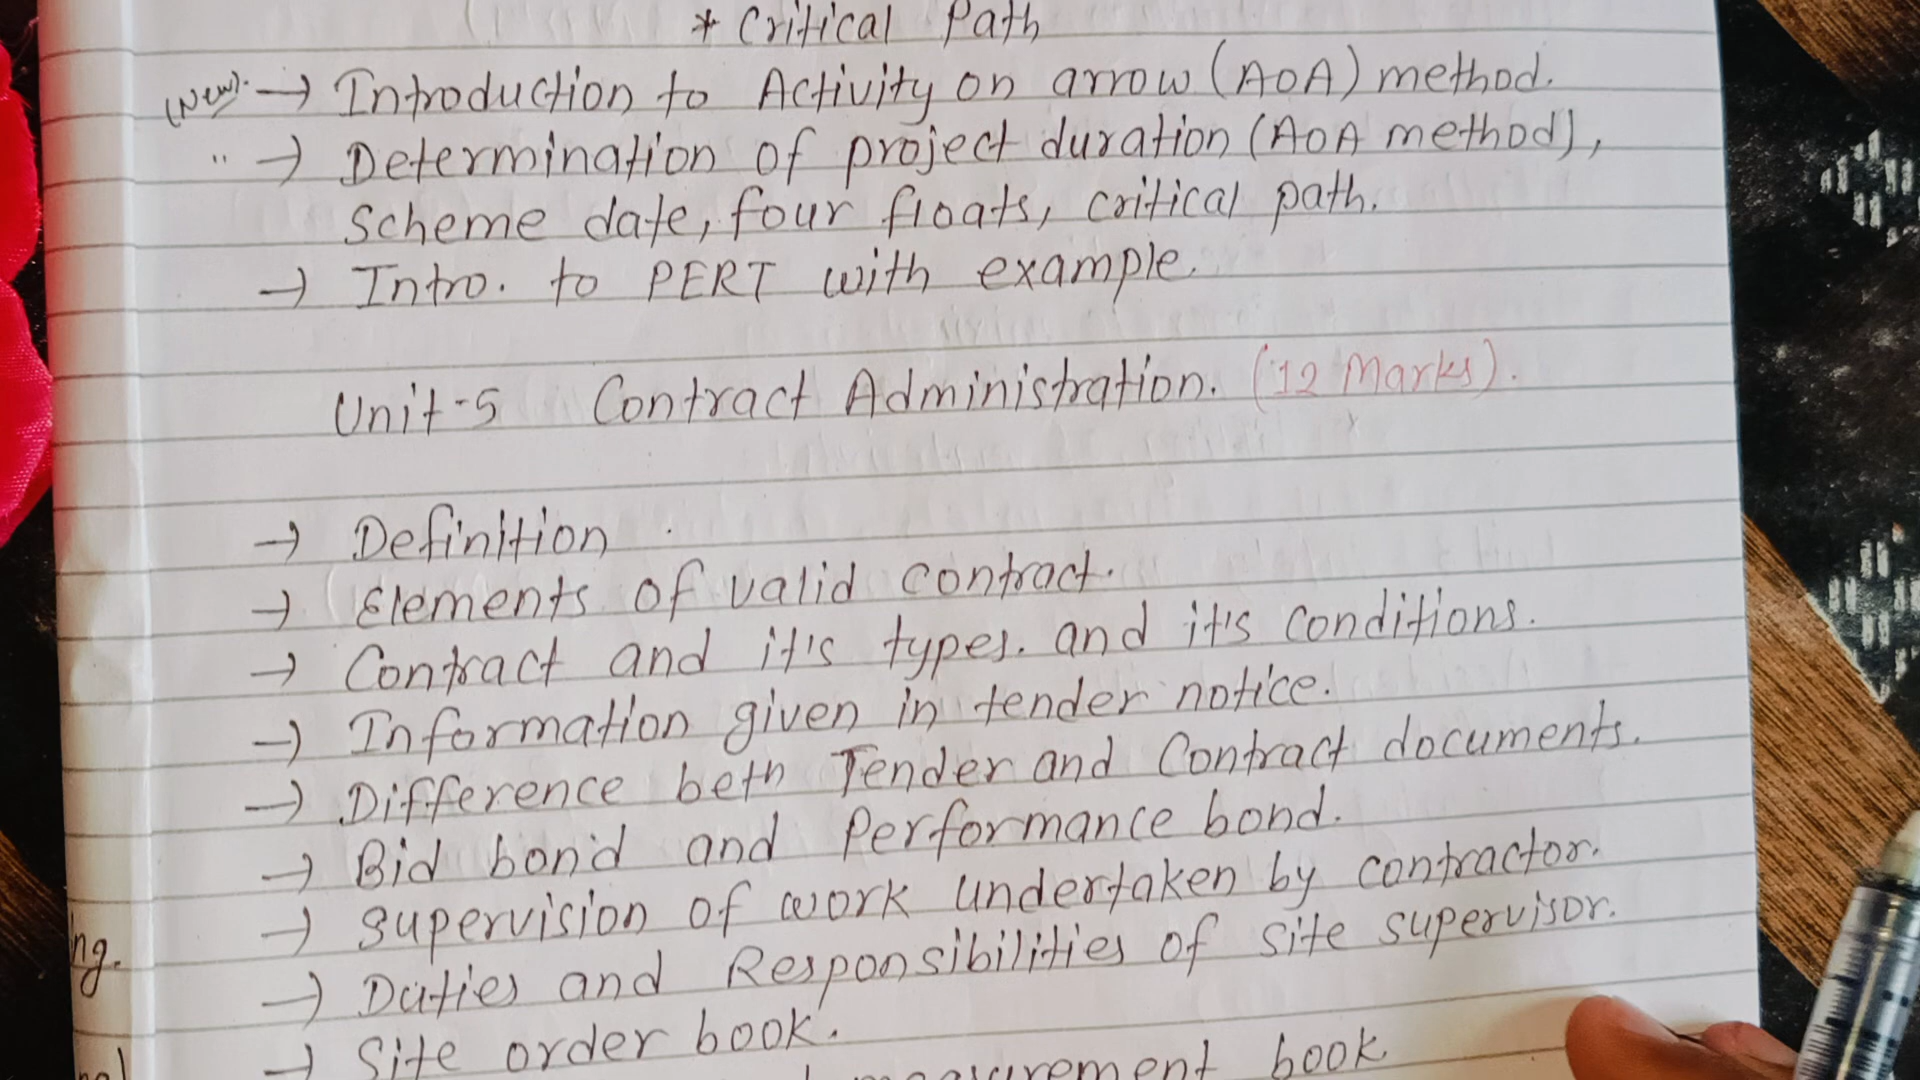 * Critical Path
(New). → Introduction to Activity on arrow (AOA) method.
" → Determination of project duration (AOA method),
Scheme date, four floats, critical path.
→ Intro. to PERT with example.
Unit-5 Contract Administration. (12 Marks).
→ Definition
→ Elements of valid contract.
→ Contract and it's types. and it's conditions.
→ Information given in tender notice.
→ Difference betn Tender and Contract documents.
→ Bid bond and Performance bond.
→ supervision of work undertaken by contractor.
ng.
→ Duties and Responsibilities of site supervisor.
→ Site order book.
measurement book